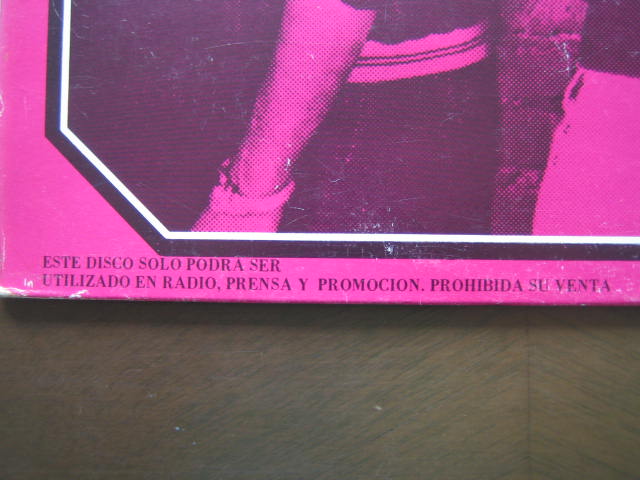 ESTE DISCO SOLO PODRA SER
UTILIZADO EN RADIO, PRENSA Y PROMOCION. PROHIBIDA SU VENTA